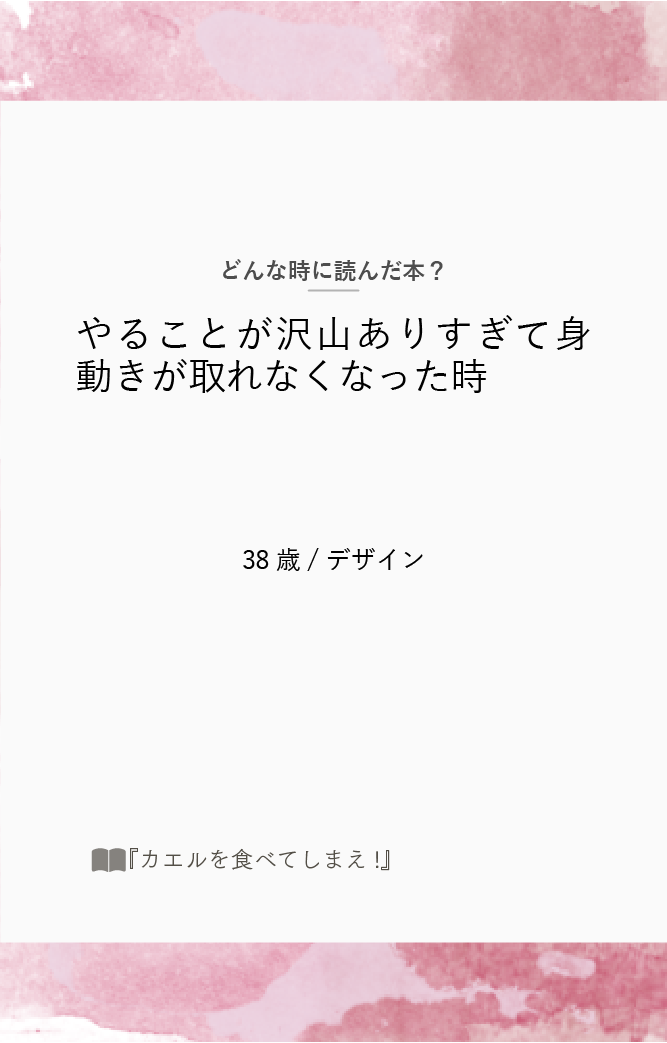 どんな時に読んだ本？
やることが沢山ありすぎて身
動きが取れなくなった時
38 歳 / デザイン
『カエルを食べてしまえ !』